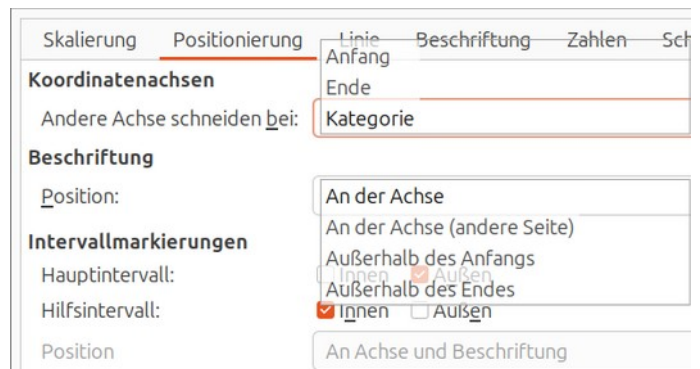 Skalierung Positionierung Linie Beschriftung Zahlen Sch
Anfang
Koordinatenachsen
Ende
Andere Achse schneiden bei: Kategorie
Beschriftung
Position: An der Achse
An der Achse (andere Seite)
Intervallmarkierungen
Außerhalb des Anfangs
Hauptintervall: Innen Außen
Außerhalb des Endes
Hilfsintervall: Innen Außen
Position An Achse und Beschriftung